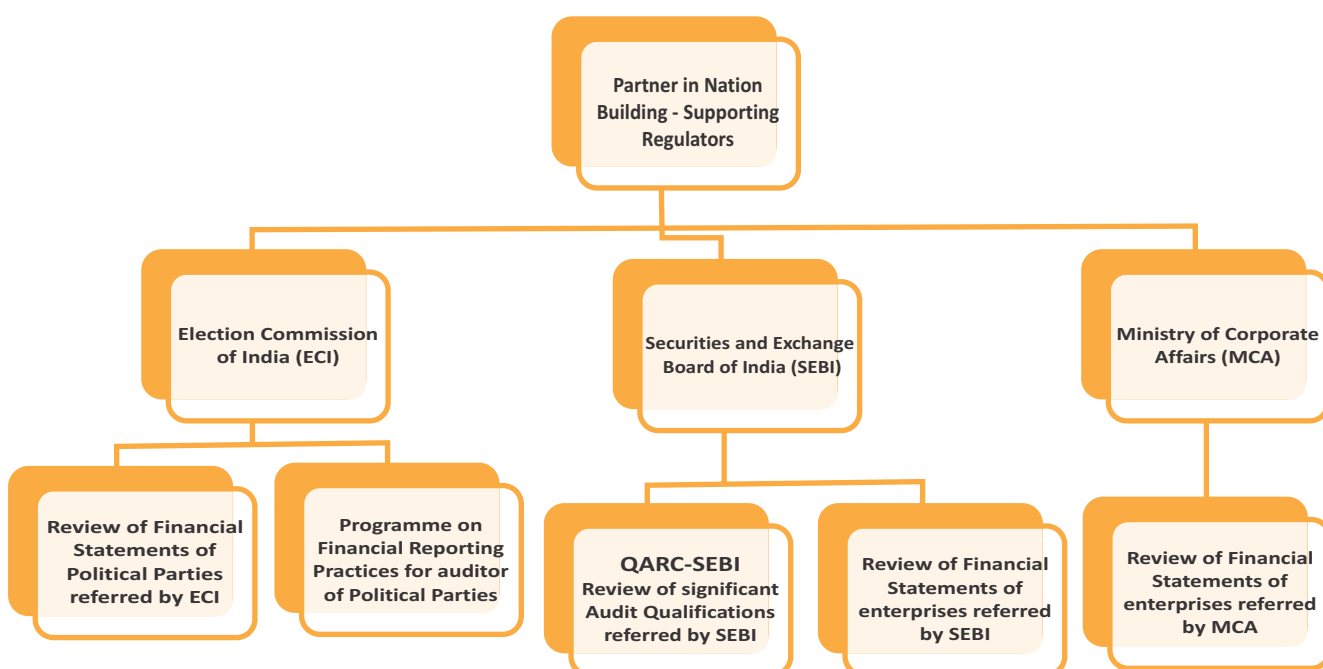 Partner in Nation
Building - Supporting
Regulators
Election Commission
of India (ECI)
Securities and Exchange
Board of India (SEBI)
Ministry of Corporate
Affairs (MCA)
Review of Financial
Statements of
Political Parties
referred by ECI
Programme on
Financial Reporting
Practices for auditor
of Political Parties
QARC-SEBI
Review of significant
Audit Qualifications
referred by SEBI
Review of Financial
Statements of
enterprises referred
by SEBI
Review of Financial
Statements of
enterprises referred
by MCA